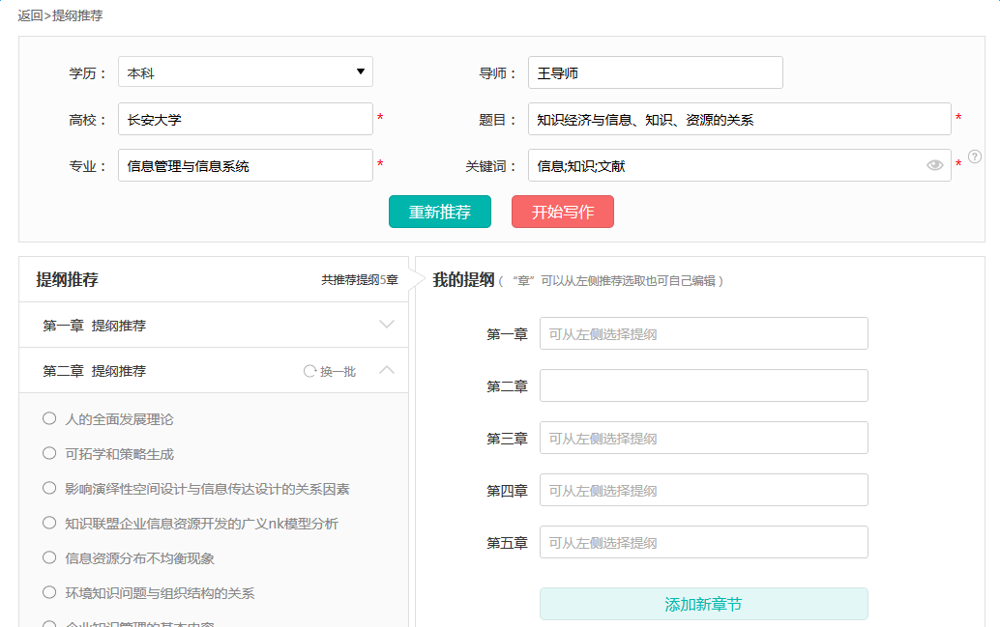 返回>提纲推荐
学历： 本科 导师： 王导师
高校： 长安大学 * 题目： 知识经济与信息、知识、资源的关系 *
专业： 信息管理与信息系统 * 关键词： 信息;知识;文献 * ?
重新推荐 开始写作
提纲推荐 共推荐提纲5章
第一章 提纲推荐
第二章 提纲推荐 换一批
人的全面发展理论
可拓学和策略生成
影响演绎性空间设计与信息传达设计的关系因素
知识联盟企业信息资源开发的广义nk模型分析
信息资源分布不均衡现象
环境知识问题与组织结构的关系
企业知识管理的基本内容
我的提纲（ “章” 可以从左侧推荐选取也可自己编辑 ）
第一章 可从左侧选择提纲
第二章
第三章 可从左侧选择提纲
第四章 可从左侧选择提纲
第五章 可从左侧选择提纲
添加新章节